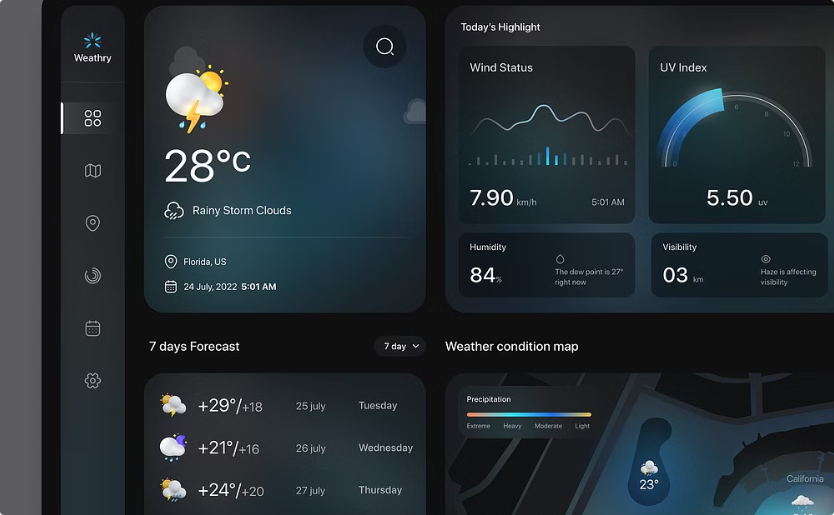 Weathry
28°C
Rainy Storm Clouds
Florida, US
24 July, 2022 5:01 AM
Today's Highlight
Wind Status
7.90 km/h
5:01 AM
UV Index
0
6
8
10
12
5.50 uv
Humidity
84%
The dew point is 27°
right now
Visibility
03 km
Haze is affecting
visibility
7 days Forecast
7 day
+29°/+18 25 july Tuesday
+21°/+16 26 july Wednesday
+24°/+20 27 july Thursday
Weather condition map
Precipitation
Extreme Heavy Moderate Light
23°
California